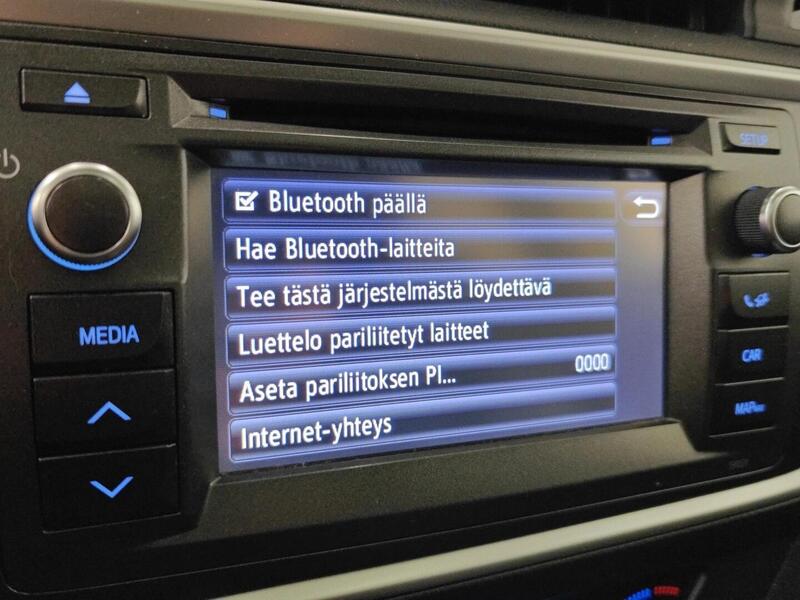 SETUP
Bluetooth päällä
Hae Bluetooth-laitteita
Tee tästä järjestelmästä löydettävä
MEDIA
Luettelo pariliitetyt laitteet
CAR
Aseta pariliitoksen PI... 0000
MAP
Internet-yhteys